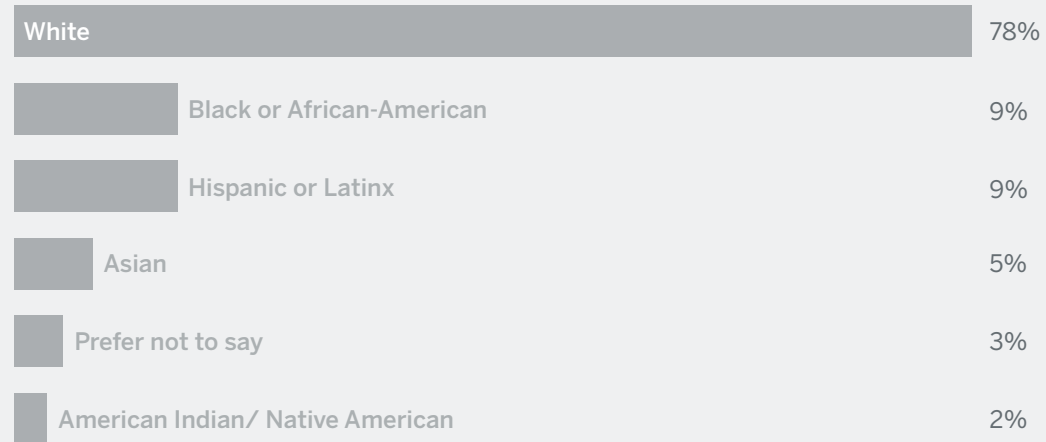 White 78%
Black or African-American 9%
Hispanic or Latinx 9%
Asian 5%
Prefer not to say 3%
American Indian/ Native American 2%